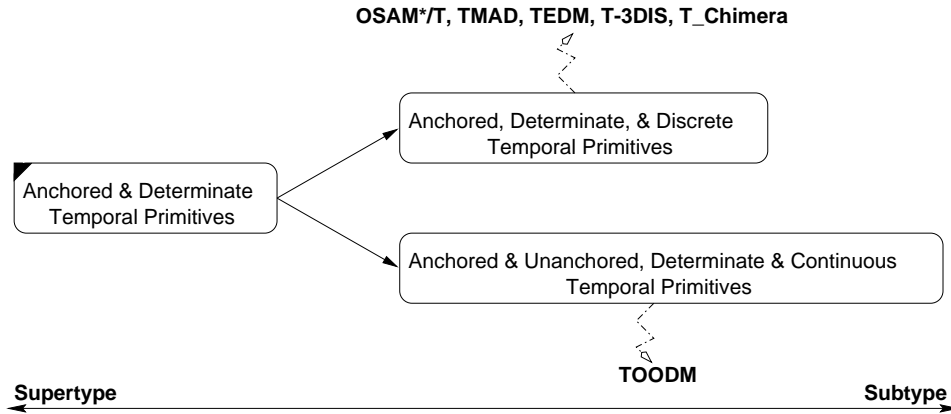 OSAM*/T, TMAD, TEDM, T-3DIS, T_Chimera
Anchored, Determinate, & Discrete
Temporal Primitives
Anchored & Determinate
Temporal Primitives
Anchored & Unanchored, Determinate & Continuous
Temporal Primitives
TOODM
Supertype
Subtype